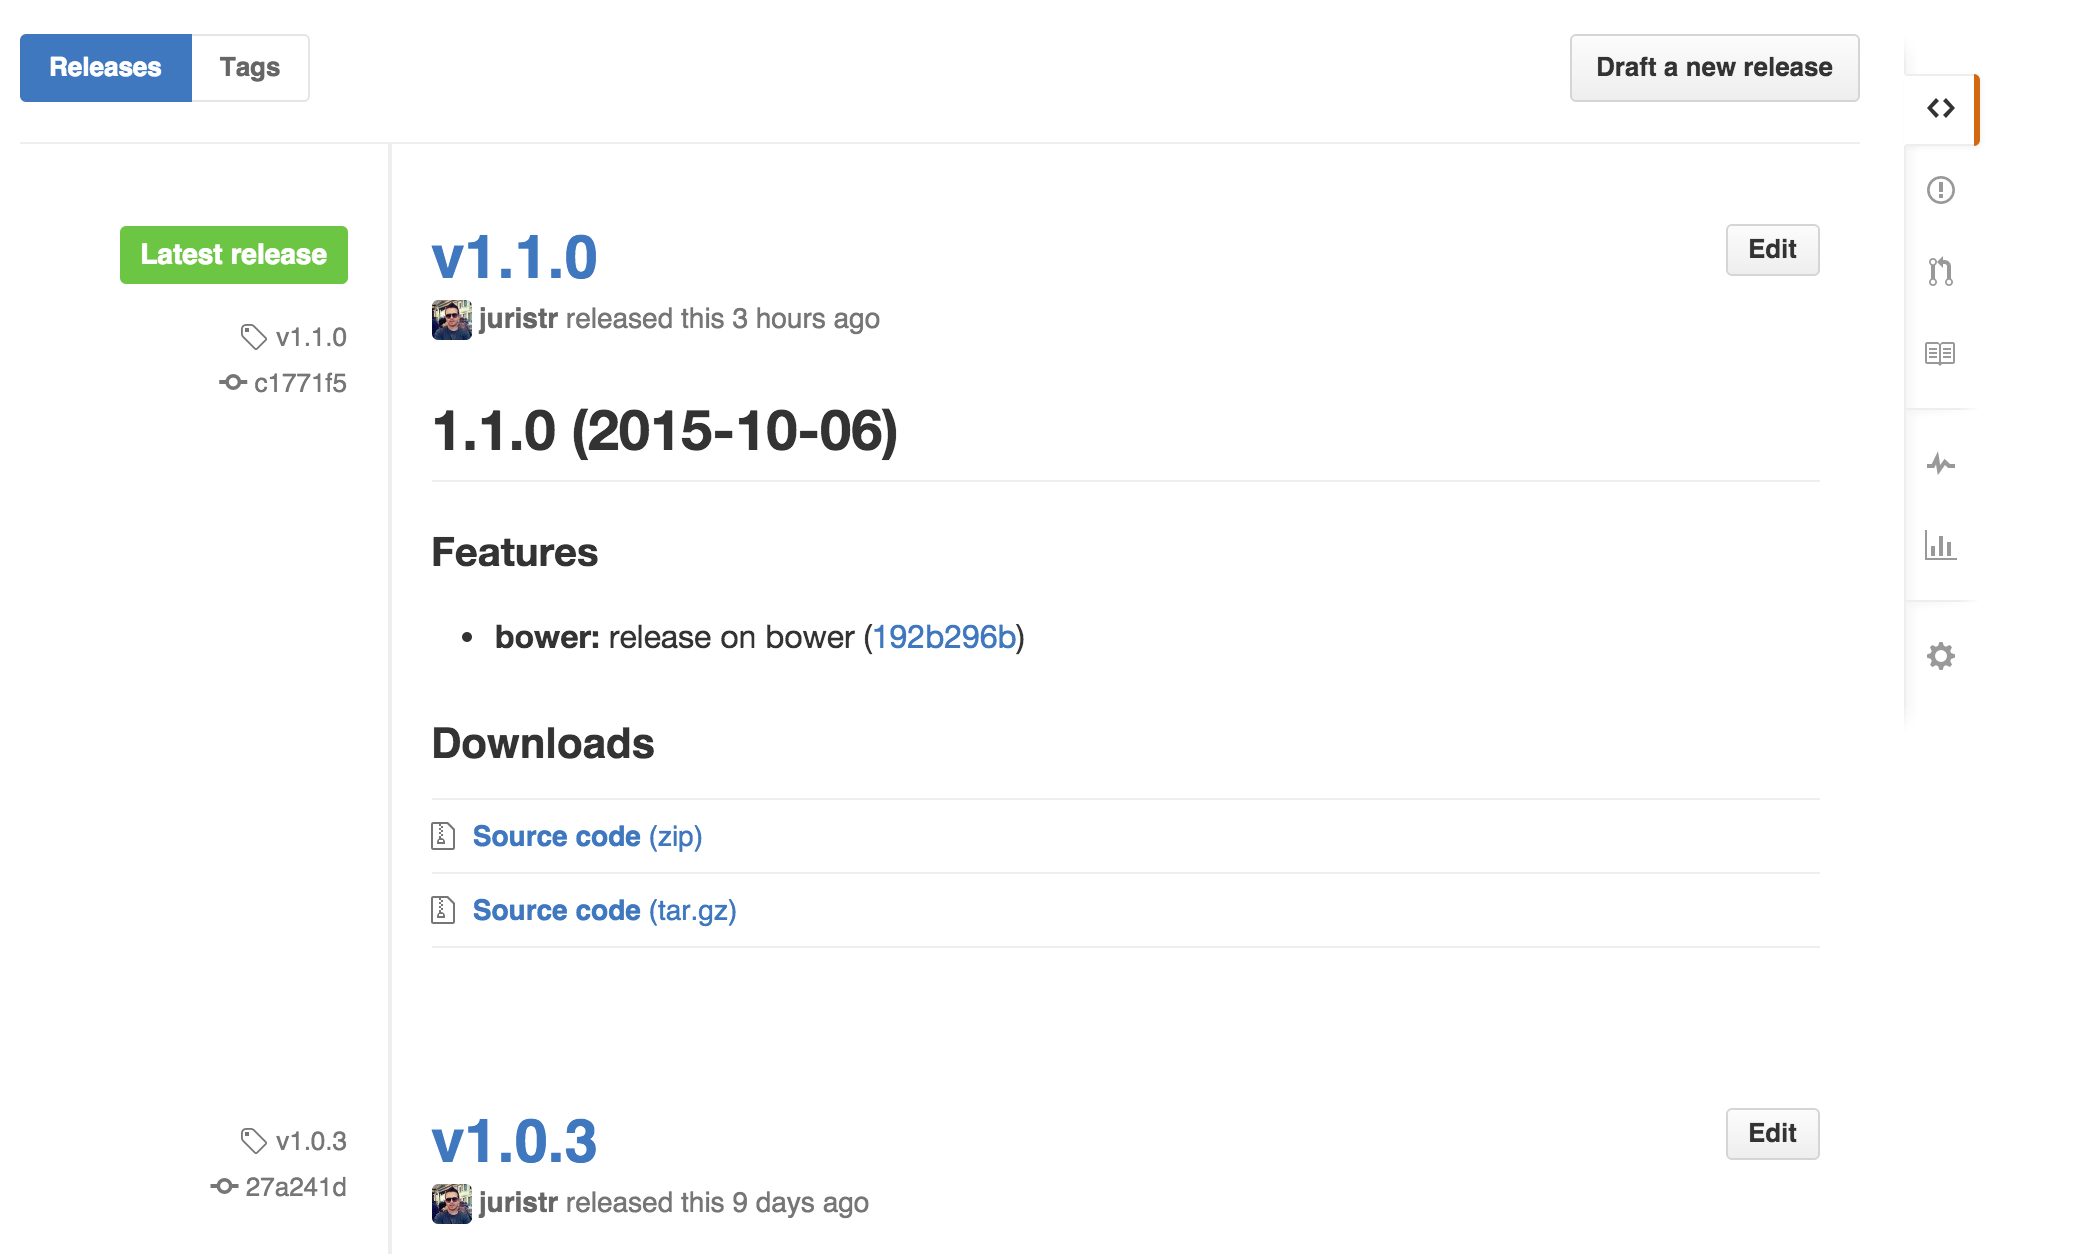 Releases Tags Draft a new release
Latest release
v1.1.0
c1771f5
v1.1.0 Edit
juristr released this 3 hours ago
1.1.0 (2015-10-06)
Features
• bower: release on bower (192b296b)
Downloads
Source code (zip)
Source code (tar.gz)
v1.0.3
27a241d
v1.0.3 Edit
juristr released this 9 days ago